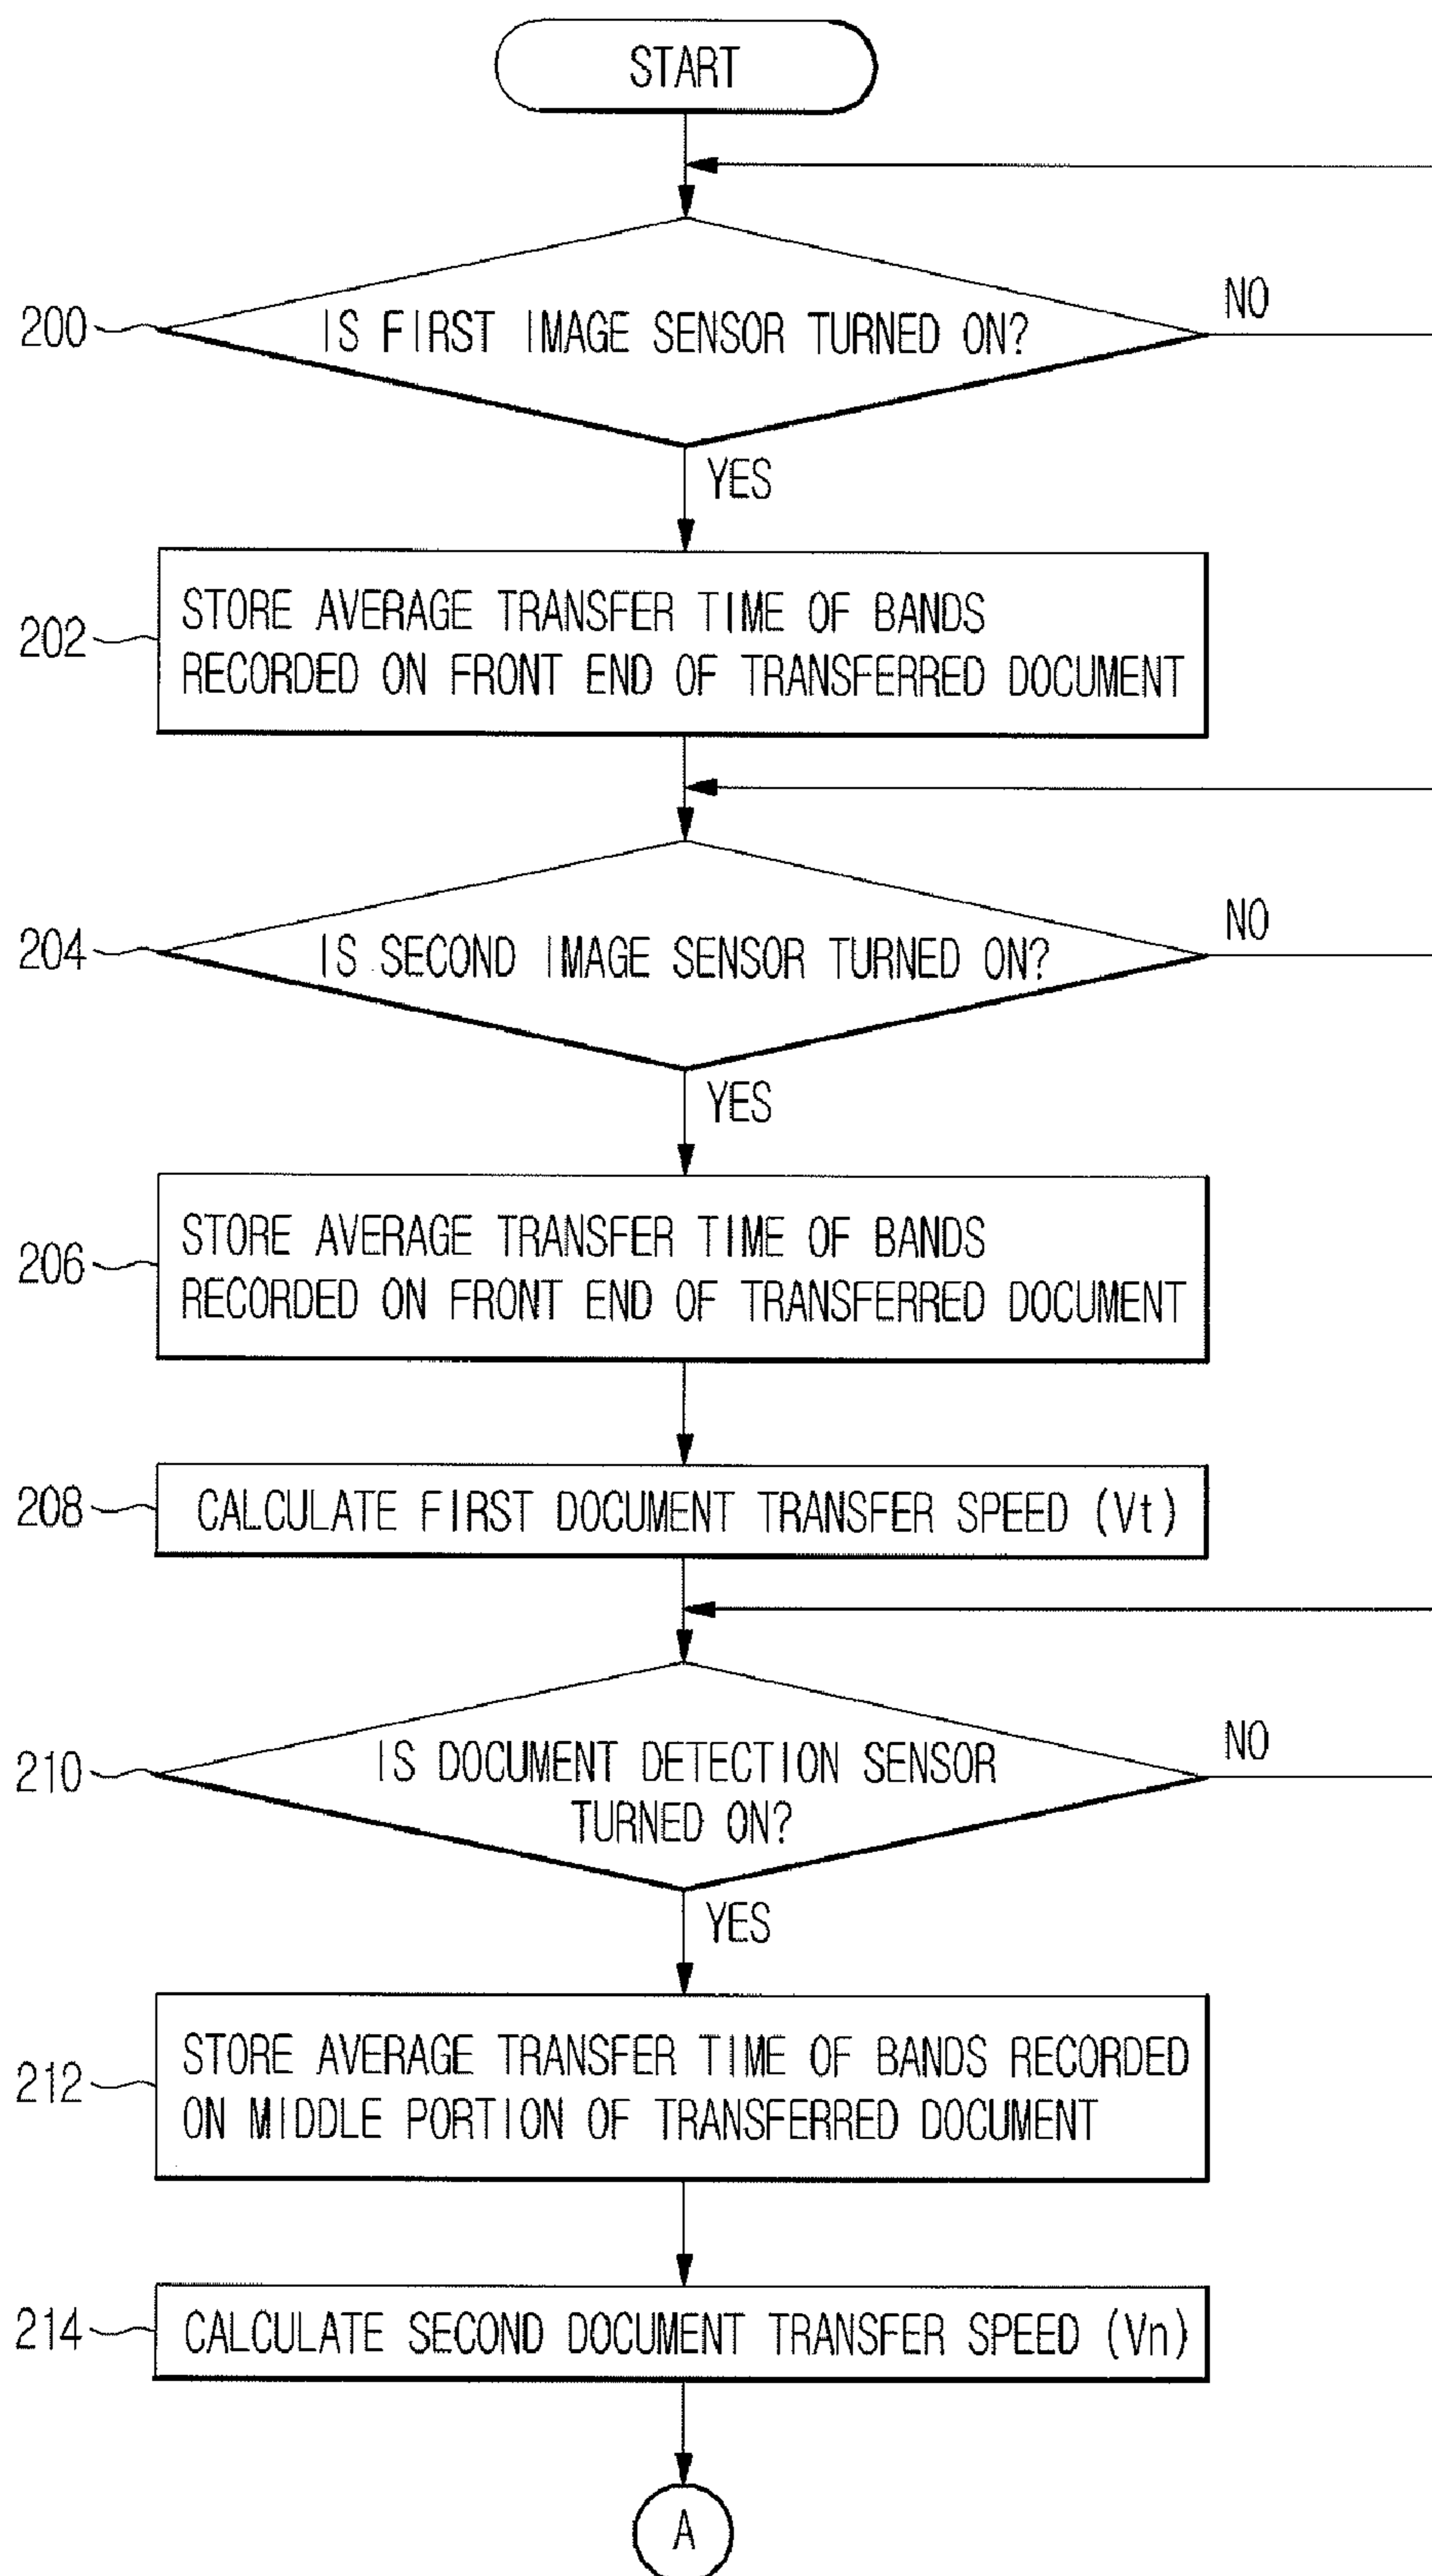 START
200
IS FIRST IMAGE SENSOR TURNED ON?
NO
YES
202
STORE AVERAGE TRANSFER TIME OF BANDS
RECORDED ON FRONT END OF TRANSFERRED DOCUMENT
204
IS SECOND IMAGE SENSOR TURNED ON?
NO
YES
206
STORE AVERAGE TRANSFER TIME OF BANDS
RECORDED ON FRONT END OF TRANSFERRED DOCUMENT
208
CALCULATE FIRST DOCUMENT TRANSFER SPEED (Vt)
210
IS DOCUMENT DETECTION SENSOR
TURNED ON?
NO
YES
212
STORE AVERAGE TRANSFER TIME OF BANDS RECORDED
ON MIDDLE PORTION OF TRANSFERRED DOCUMENT
214
CALCULATE SECOND DOCUMENT TRANSFER SPEED (Vn)
A